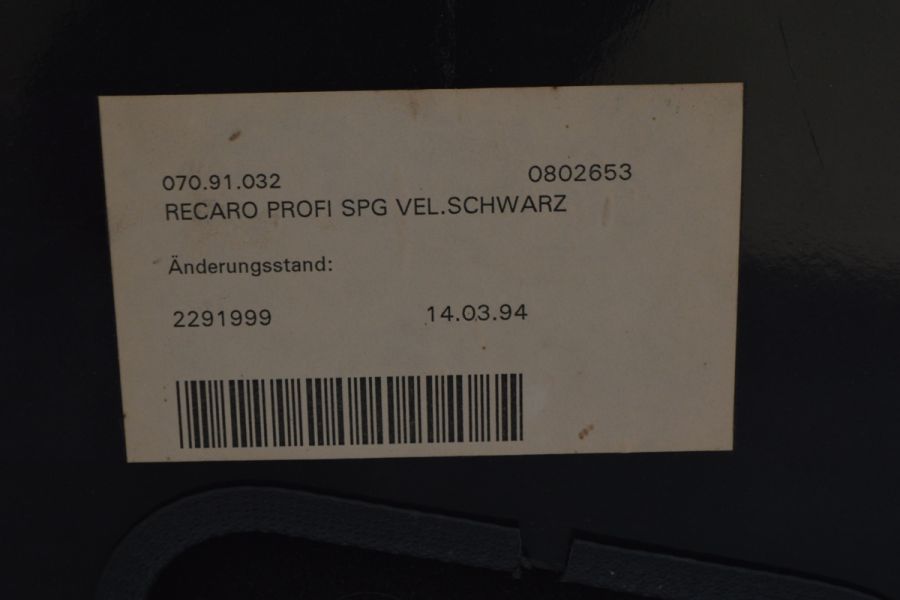 070.91.032 0802653
RECARO PROFI SPG VEL.SCHWARZ
Änderungsstand:
2291999 14.03.94